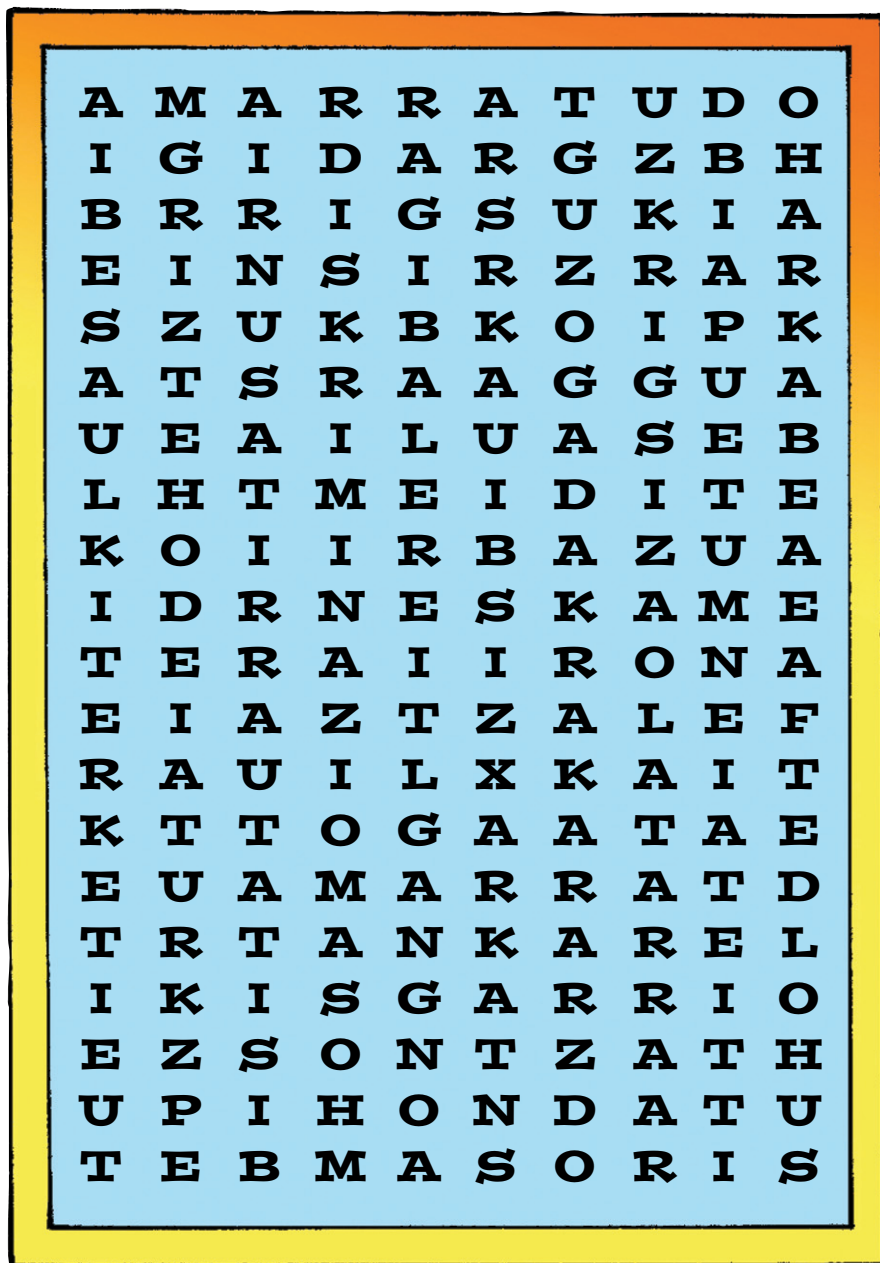 A M A R R A T U D O
I G I D A R G Z B H
B R R I G S U K I A
E I N S I R Z R A R
S Z U K B K O I P K
A T S R A A G G U A
U E A I L U A S E B
L H T M E I D I T E
K O I I R B A Z U A
I D R N E S K A M E
T E R A I I R O N A
E I A Z T Z A L E F
R A U I L X K A I T
K T T O G A A T A E
E U A M A R R A T D
T R T A N K A R E L
I K I S G A R R I O
E Z S O N T Z A T H
U P I H O N D A T U
T E B M A S O R I S